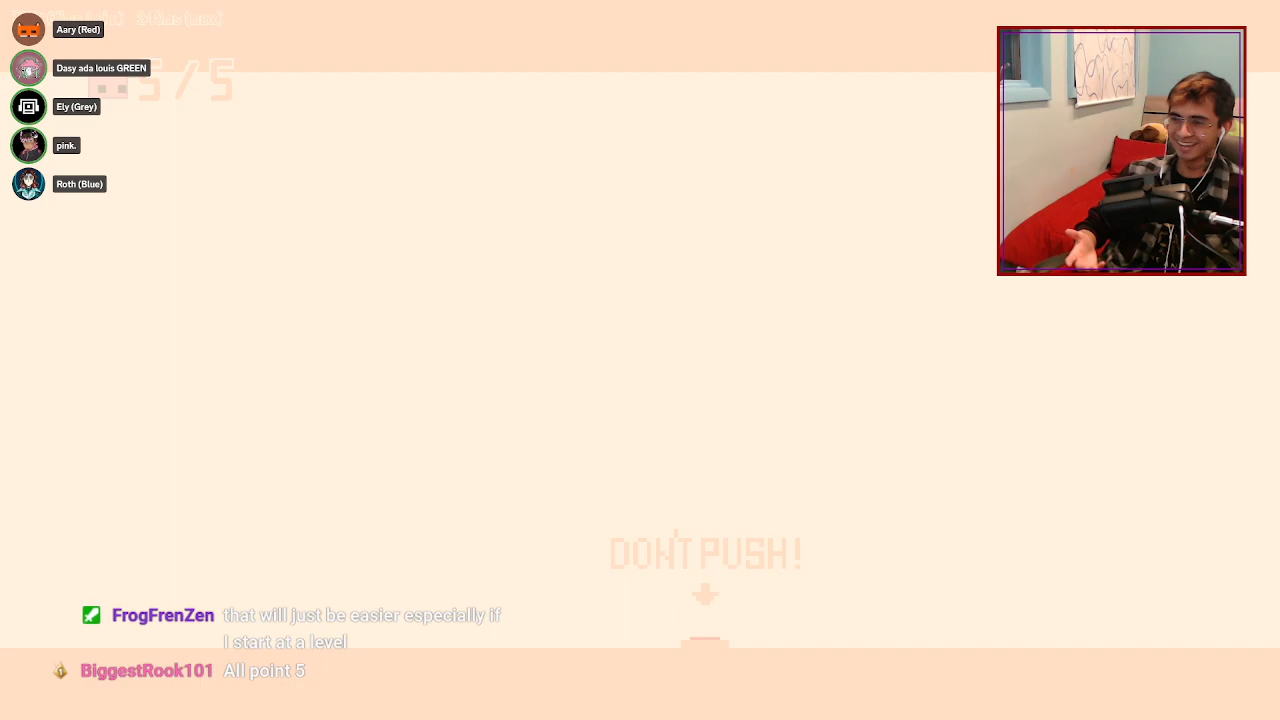 Aary (Red)
Dasy ada louis GREEN
Ely (Grey)
pink.
Roth (Blue)
5/5
DON'T PUSH!
FrogFrenZen that will just be easier especially if
I start at a level
BiggestRook101 All point 5